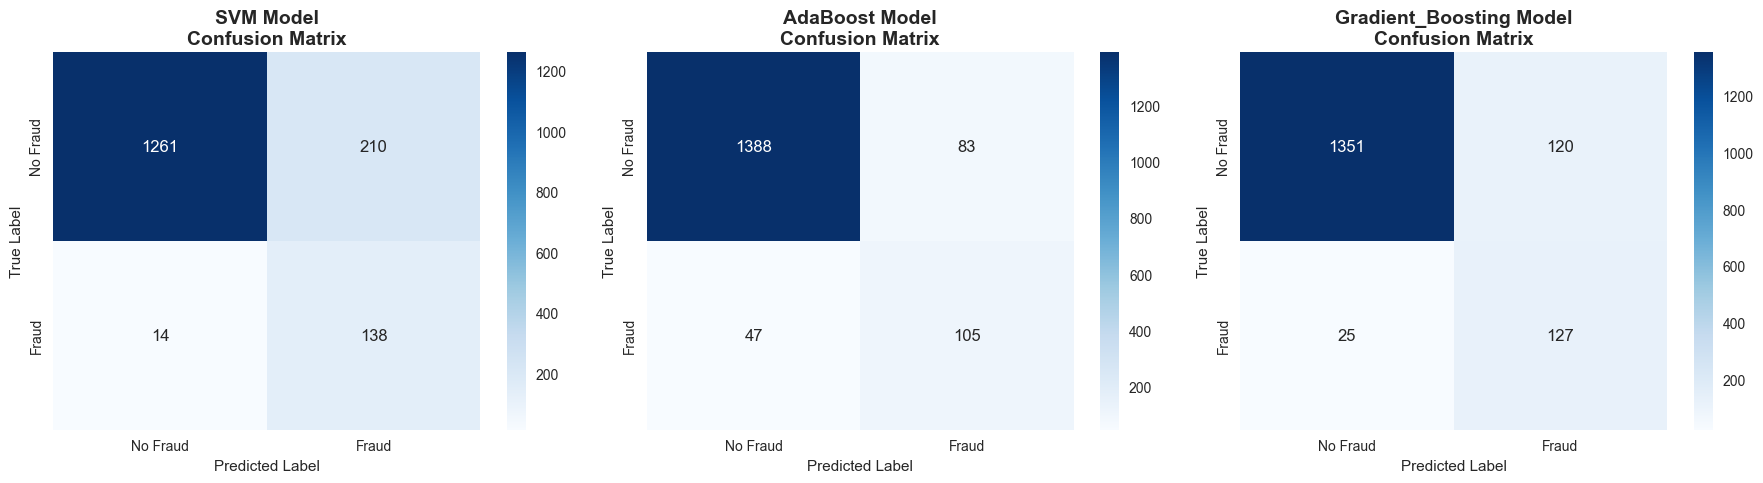 SVM Model
Confusion Matrix
True Label
No Fraud
Fraud
1261
210
14
138
No Fraud
Fraud
Predicted Label
1200
1000
800
600
400
200
AdaBoost Model
Confusion Matrix
True Label
No Fraud
Fraud
1388
83
47
105
No Fraud
Fraud
Predicted Label
1200
1000
800
600
400
200
Gradient_Boosting Model
Confusion Matrix
True Label
No Fraud
Fraud
1351
120
25
127
No Fraud
Fraud
Predicted Label
1200
1000
800
600
400
200